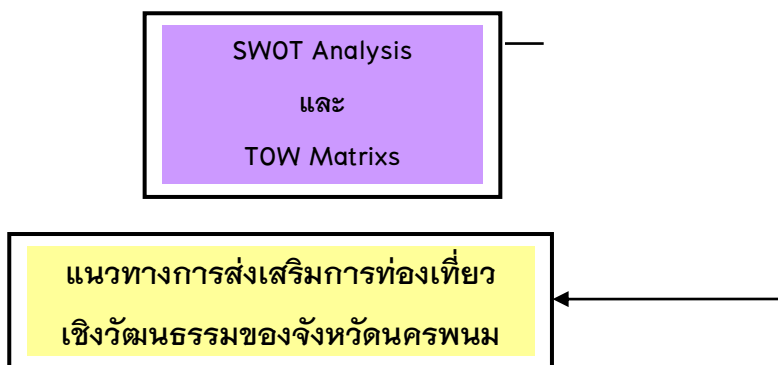 SWOT Analysis
และ
TOW Matrixs
แนวทางการส่งเสริมการท่องเที่ยว
เชิงวัฒนธรรมของจังหวัดนครพนม